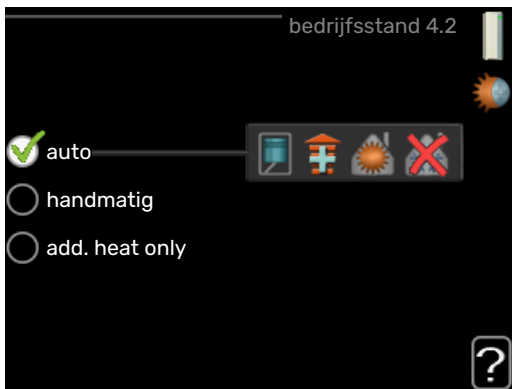 bedrijfsstand 4.2
auto
handmatig
add. heat only
?